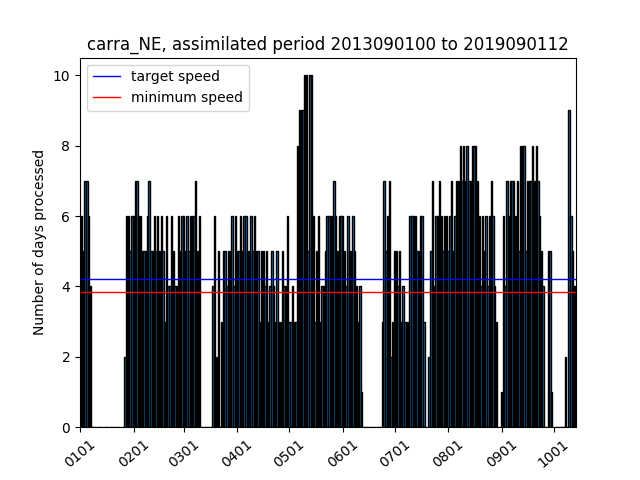 carra_NE, assimilated period 2013090100 to 2019090112
target speed
minimum speed
Number of days processed
10
8
6
4
2
0
0101 0201 0301 0401 0501 0601 0701 0801 0901 1001